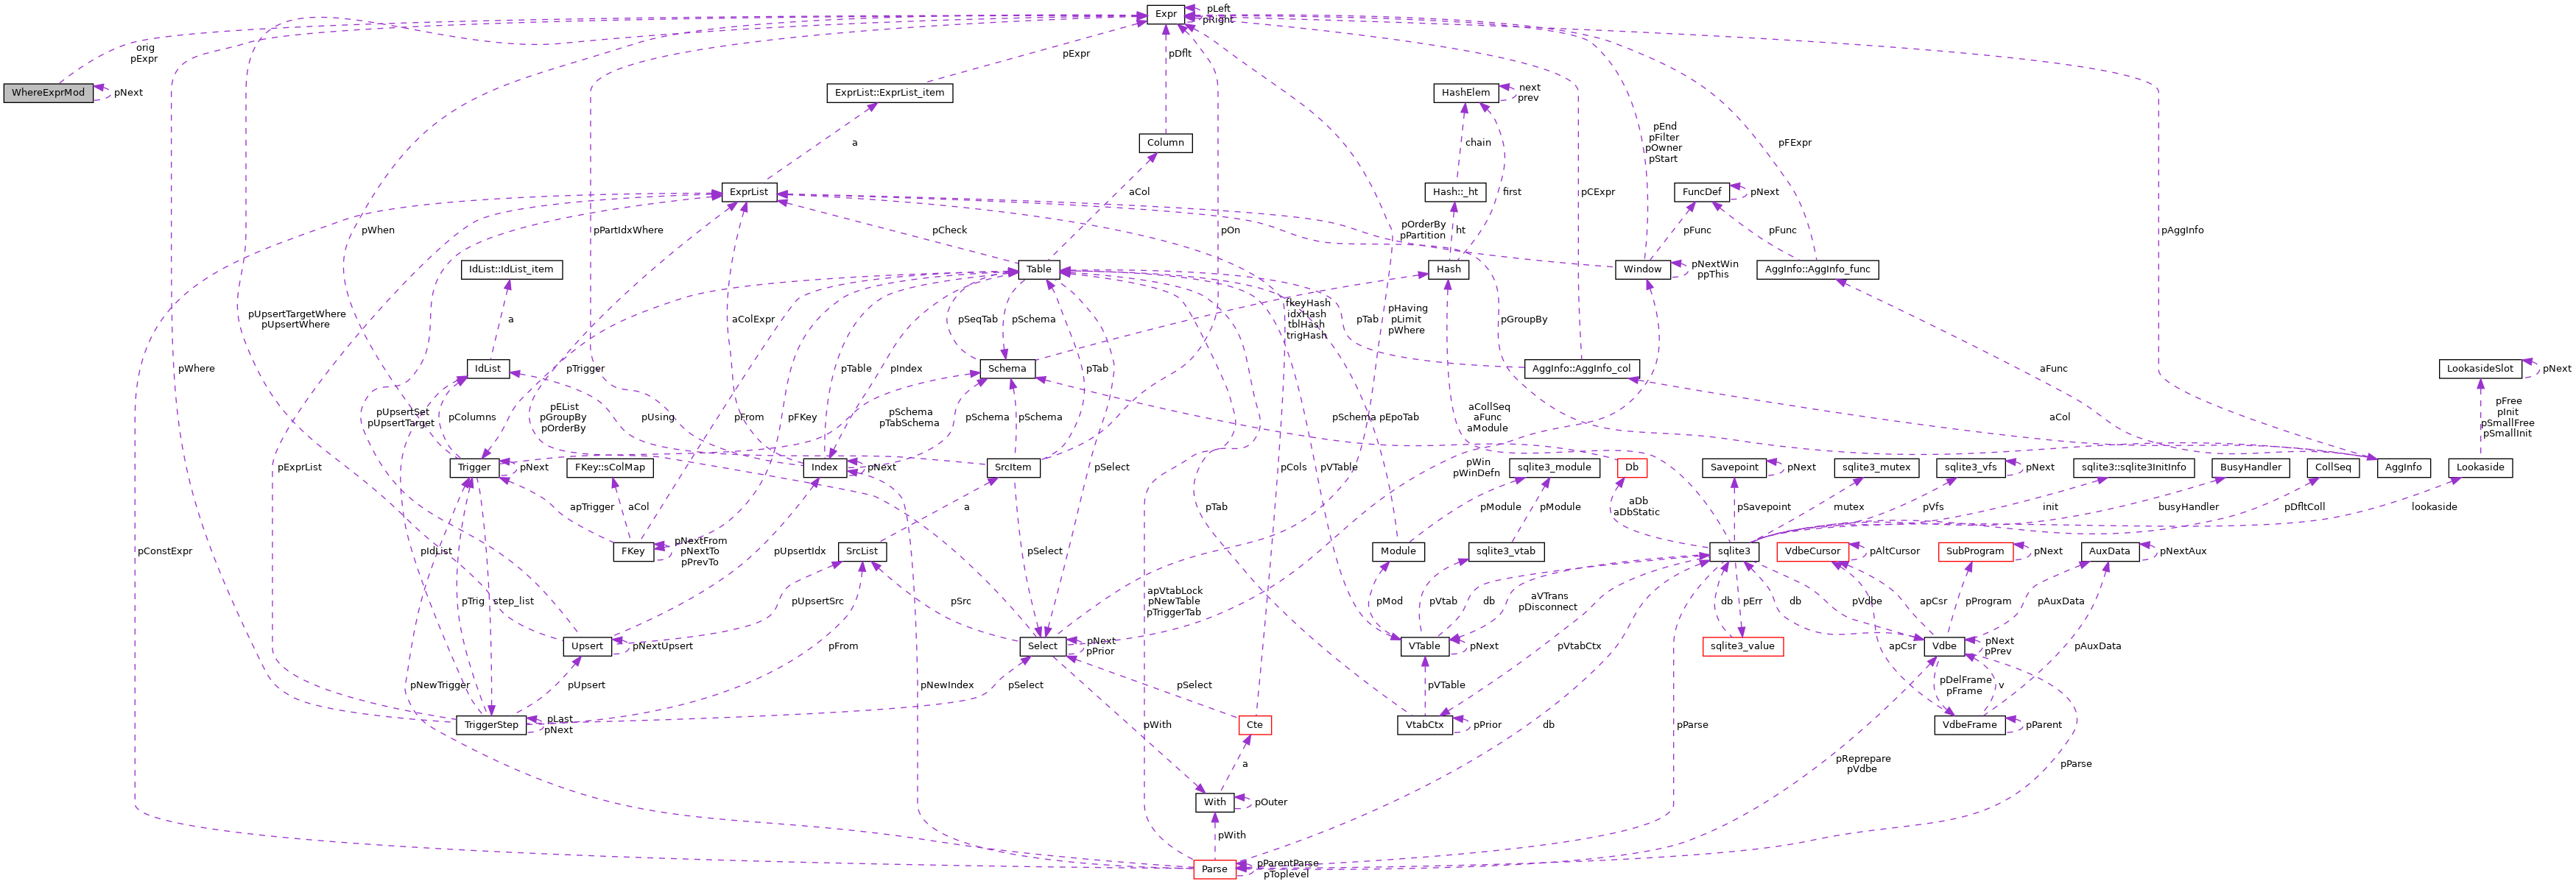 Expr
pLeft
pRight
orig
pExpr
pExpr
pDflt
WhereExprMod
pNext
ExprList::ExprList_item
HashElem
next
prev
pEnd
pFilter
pOwner
pStart
pFExpr
a
Column
chain
ExprList
aCol
Hash::_ht
first
pCExpr
FuncDef
pNext
pWhen
pPartIdxWhere
pCheck
pOn
pOrderBy
pPartition
ht
pFunc
pFunc
pAggInfo
IdList::IdList_item
Table
Hash
Window
pNextWin
ppThis
AggInfo::AggInfo_func
pUpsertTargetWhere
pUpsertWhere
a
aColExpr
pSeqTab
pSchema
fkeyHash
idxHash
tblHash
trigHash
pTab
pHaving
pLimit
pWhere
pGroupBy
pWhere
IdList
pTrigger
pTable
pIndex
Schema
pTab
AggInfo::AggInfo_col
aFunc
LookasideSlot
pNext
pUpsertSet
pUpsertTarget
pColumns
pEList
pGroupBy
pOrderBy
pUsing
pFrom
pFKey
pSchema
pTabSchema
pSchema
pSchema
pSchema
pEpoTab
aCollSeq
aFunc
aModule
aCol
pFree
pInit
pSmallFree
pSmallInit
pExprList
Trigger
pNext
FKey::sColMap
Index
pNext
SrcItem
pSelect
pCols
pVTable
pWin
pWinDefn
sqlite3_module
Db
Savepoint
pNext
sqlite3_mutex
sqlite3_vfs
pNext
sqlite3::sqlite3InitInfo
BusyHandler
CollSeq
AggInfo
Lookaside
apTrigger
aCol
a
pTab
pModule
pModule
aDb
aDbStatic
pSavepoint
mutex
pVfs
init
busyHandler
pDfltColl
lookaside
pConstExpr
pIdList
FKey
pNextFrom
pNextTo
pPrevTo
pUpsertIdx
SrcList
pSelect
Module
sqlite3_vtab
sqlite3
VdbeCursor
pAltCursor
SubProgram
pNext
AuxData
pNextAux
pTrig
step_list
pUpsertSrc
pSrc
apVtabLock
pNewTable
pTriggerTab
pMod
pVtab
db
aVTrans
pDisconnect
db
pErr
db
pVdbe
apCsr
pProgram
pAuxData
Upsert
pNextUpsert
Select
pNext
pPrior
VTable
pNext
pVtabCtx
sqlite3_value
apCsr
Vdbe
pNext
pPrev
pAuxData
pFrom
pNewTrigger
pUpsert
pNewIndex
pSelect
pSelect
pVTable
pDelFrame
pFrame
v
TriggerStep
pLast
pNext
pWith
Cte
VtabCtx
pPrior
db
pParse
VdbeFrame
pParent
a
pReprepare
pVdbe
pParse
With
pOuter
pWith
Parse
pParentParse
pToplevel